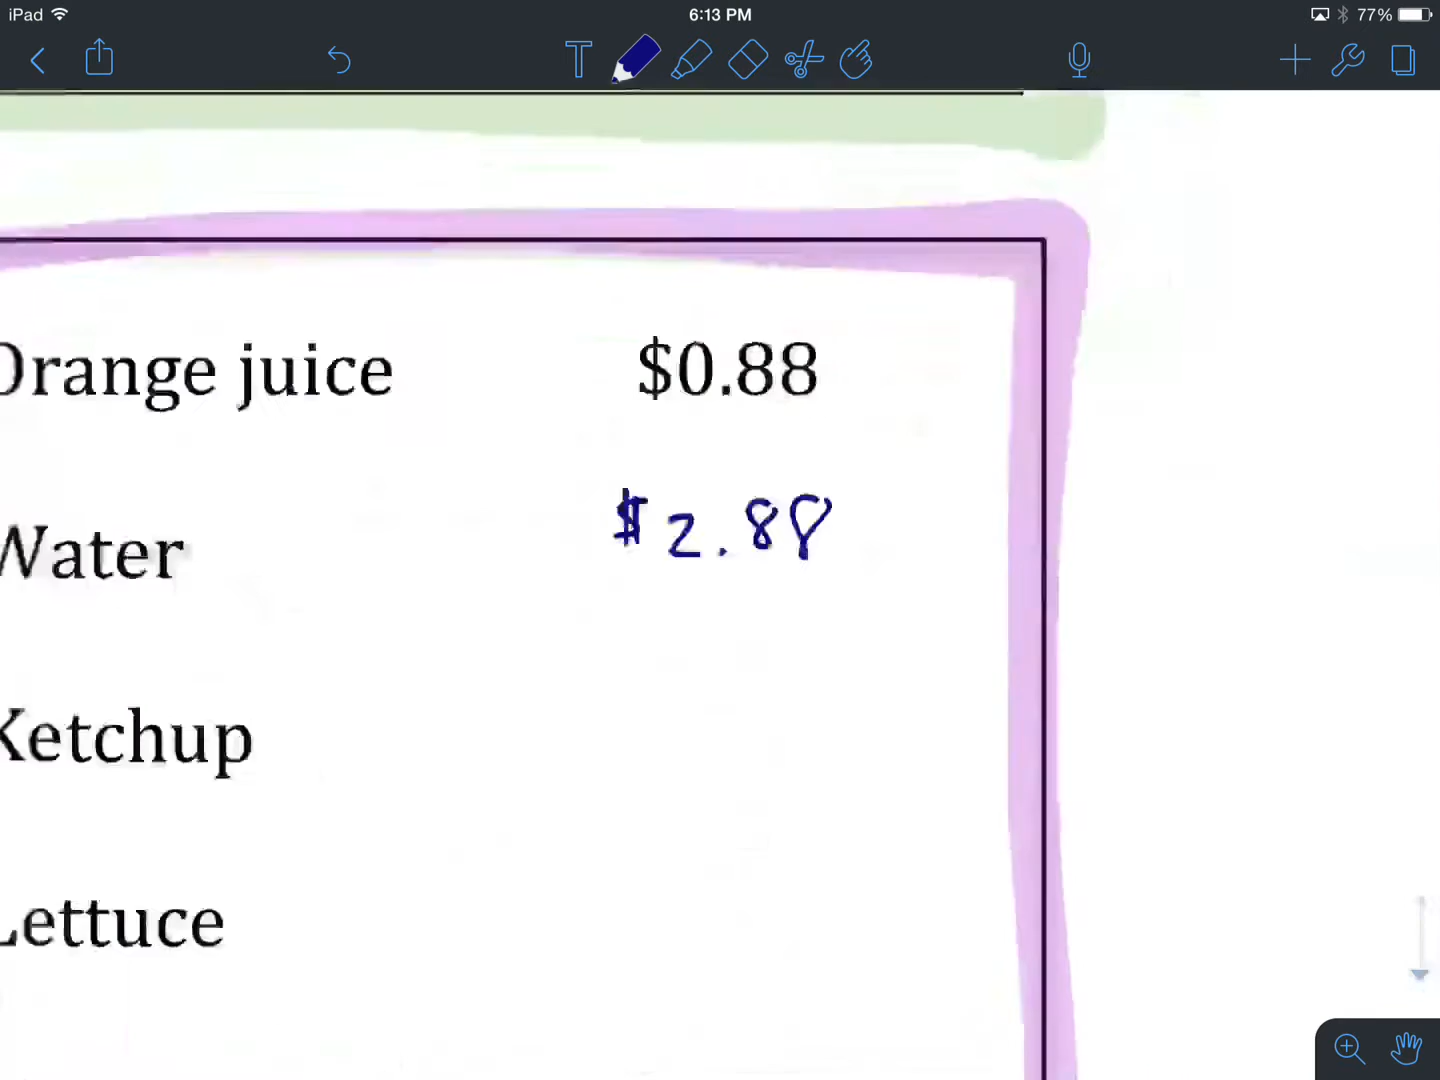 iPad 6:13 PM 77%
T
Orange juice $0.88
Water $2.88
Ketchup
Lettuce